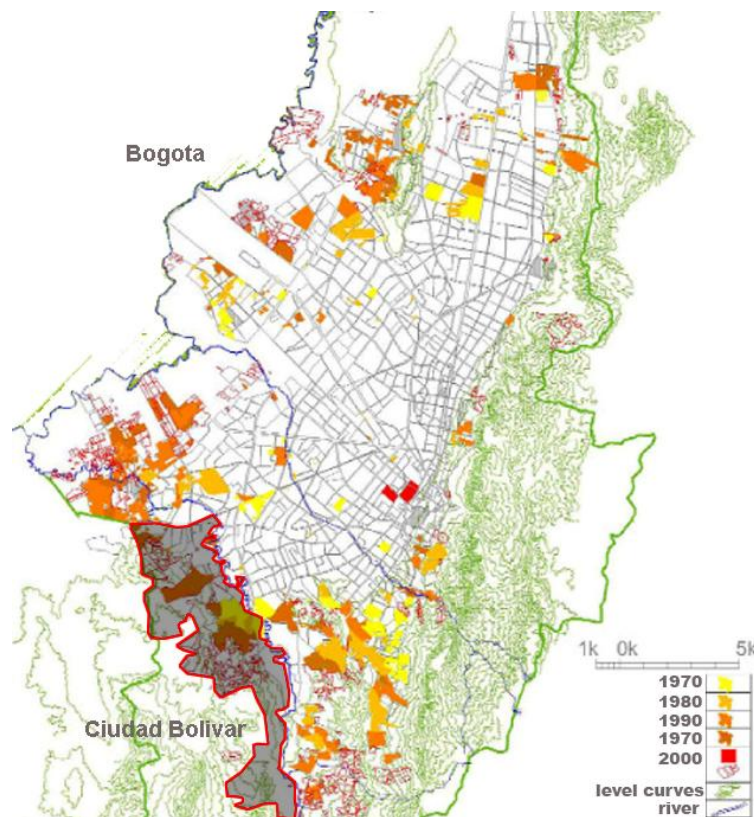 Bogota
Ciudad Bolivar
1k 0k 5k
1970
1980
1990
1970
2000
level curves
river